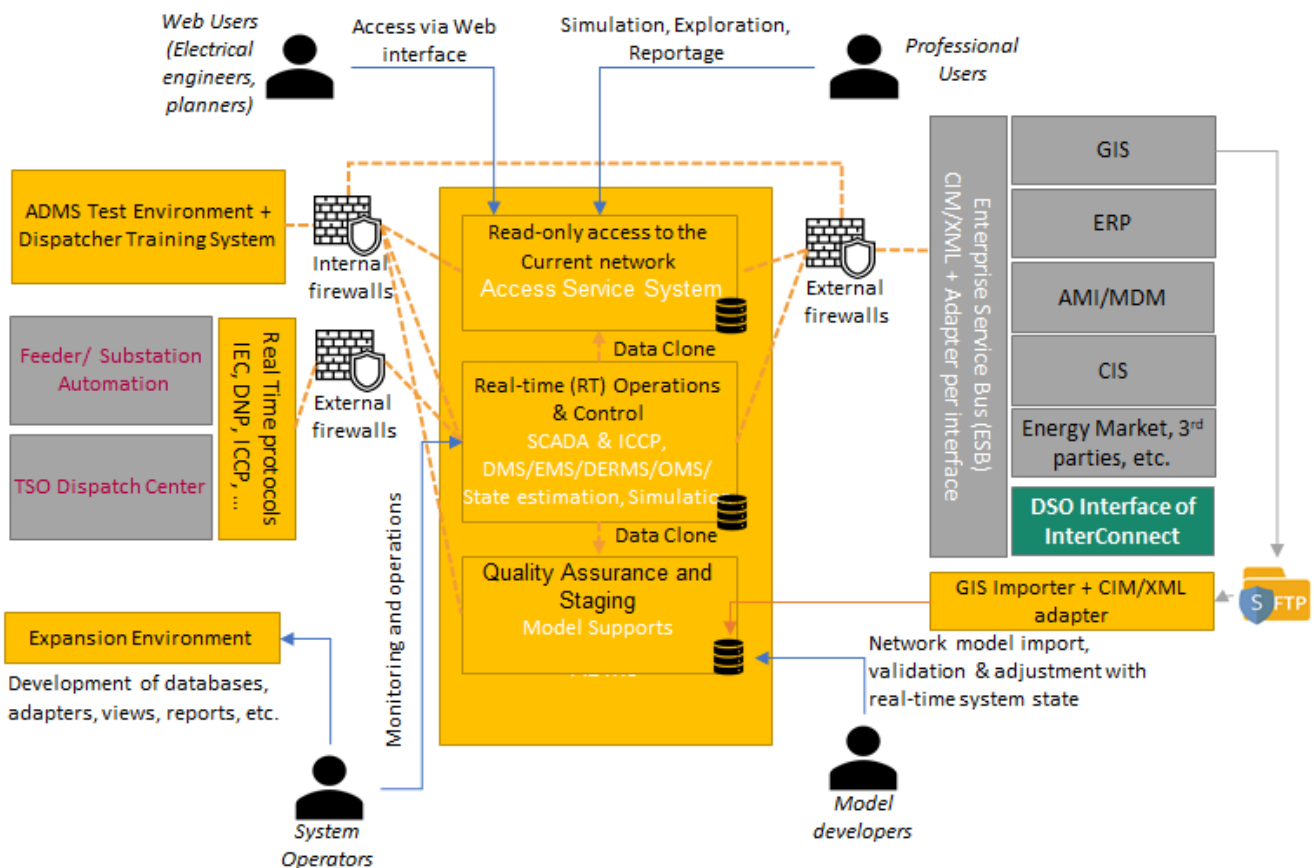 Web Users
(Electrical
engineers,
planners)
Access via Web
interface
Simulation, Exploration,
Reportage
Professional
Users
ADMS Test Environment +
Dispatcher Training System
Internal
firewalls
Feeder/ Substation
Automation
TSO Dispatch Center
Real Time protocols
IEC, DNP, ICCP, ...
External
firewalls
Read-only access to the
Current network
Access Service System
Data Clone
Real-time (RT) Operations
& Control
SCADA & ICCP,
DMS/EMS/DERMS/OMS/
State estimation, Simulation
Data Clone
Quality Assurance and
Staging
Model Supports
External
firewalls
Enterprise Service Bus (ESB)
CIM/XML + Adapter per interface
GIS
ERP
AMI/MDM
CIS
Energy Market, 3rd
parties, etc.
DSO Interface of
InterConnect
GIS Importer + CIM/XML
adapter
S FTP
Network model import,
validation & adjustment with
real-time system state
Expansion Environment
Development of databases,
adapters, views, reports, etc.
Monitoring and operations
System
Operators
Model
developers